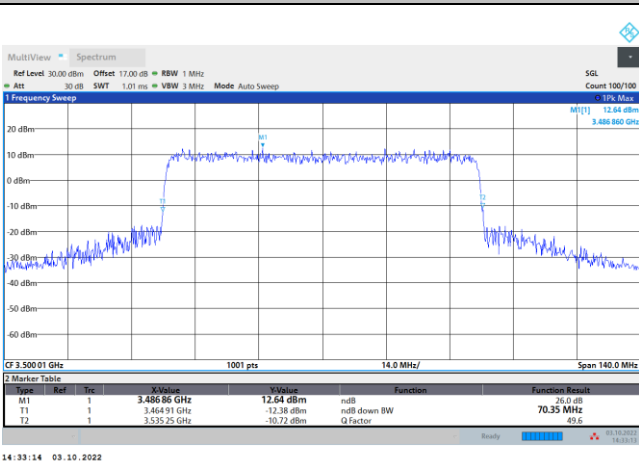 MultiView Spectrum
Ref Level 30.00 dBm Offset 17.00 dB RBW 1 MHz SGL
Att 30 dB SWT 1.01 ms VBW 3 MHz Mode Auto Sweep Count 100/100
1 Frequency Sweep 1Pk Max
M1[1] 12.64 dBm
3.486 860 GHz
20 dBm
M1
10 dBm
0 dBm
T1 T2
-10 dBm
-20 dBm
-30 dBm
-40 dBm
-50 dBm
-60 dBm
CF 3.500 01 GHz 1001 pts 14.0 MHz/ Span 140.0 MHz
2 Marker Table
Type Ref Trc X-Value Y-Value Function Function Result
M1 1 3.486 86 GHz 12.64 dBm ndB 26.0 dB
T1 1 3.464 91 GHz -12.38 dBm ndB down BW 70.35 MHz
T2 1 3.535 25 GHz -10.72 dBm Q Factor 49.6
Ready 03.10.2022
14:33:13
14:33:14 03.10.2022